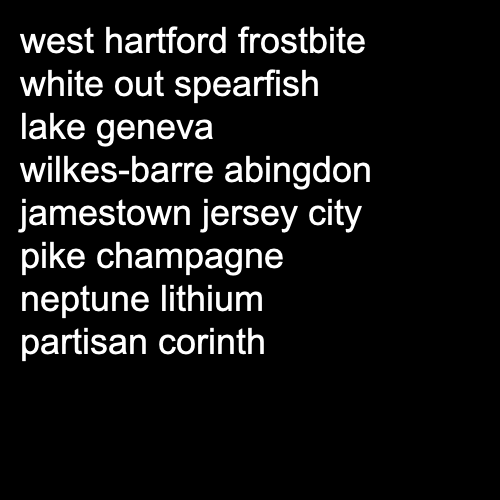 west hartford frostbite
white out spearfish
lake geneva
wilkes-barre abingdon
jamestown jersey city
pike champagne
neptune lithium
partisan corinth